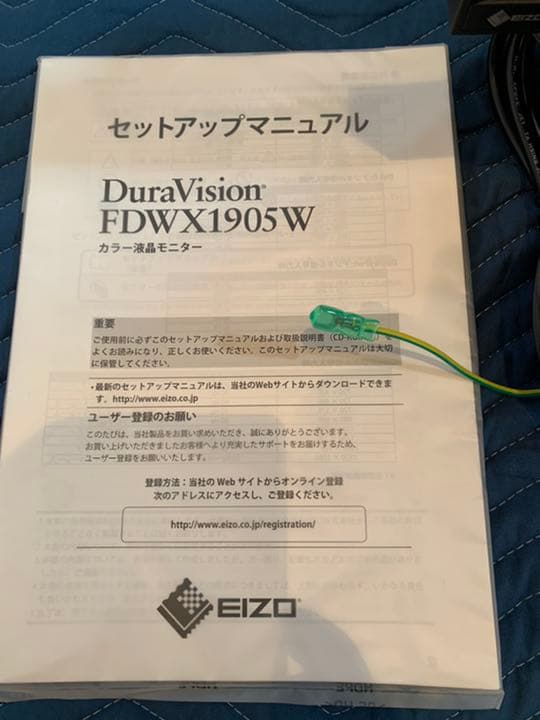 EIZO
セットアップマニュアル
DuraVision®
FDWX1905W
カラー液晶モニター
重要
ご使用前に必ずこのセットアップマニュアルおよび取扱説明書（CD-RO
よくお読みになり、正しくお使いください。このセットアップマニュアルは大切
に保管してください。
・最新のセットアップマニュアルは、当社のWebサイトからダウンロードできま
す。http://www.eizo.co.jp
ユーザー登録のお願い
このたびは、当社製品をお買い求めいただき、誠にありがとうございます。
お買い上げいただきましたお客様へより充実したサポートをお届けするため、
ユーザー登録をお願いいたします。
登録方法：当社の Web サイトからオンライン登録
次のアドレスにアクセスし、ご登録ください。
http://www.eizo.co.jp/registration/
EIZO®